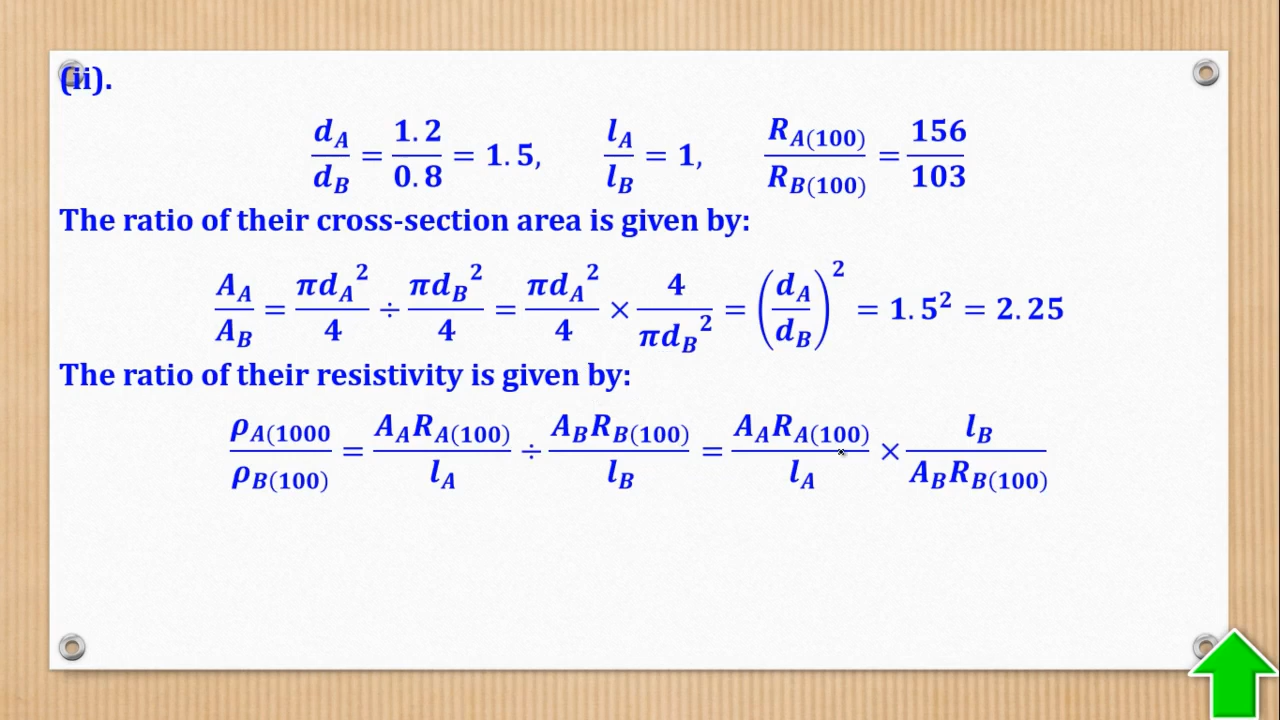 (ii).
d_A/d_B = 1.2/0.8 = 1.5, l_A/l_B = 1, R_A(100)/R_B(100) = 156/103
The ratio of their cross-section area is given by:
A_A/A_B = πd_A²/4 ÷ πd_B²/4 = πd_A²/4 × 4/πd_B² = (d_A/d_B)² = 1.5² = 2.25
The ratio of their resistivity is given by:
ρ_A(1000/ρ_B(100) = A_A R_A(100)/l_A ÷ A_B R_B(100)/l_B = A_A R_A(100)/l_A × l_B/A_B R_B(100)